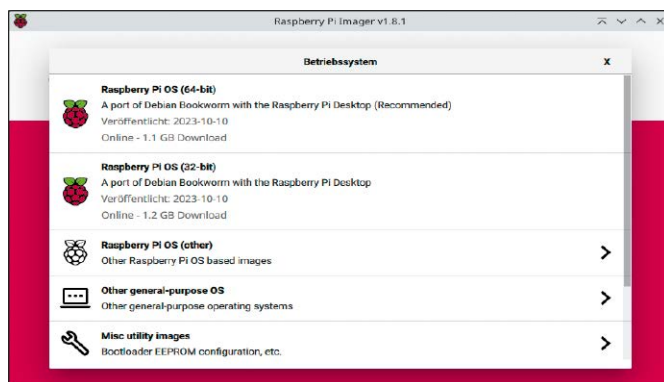 Raspberry Pi Imager v1.8.1
Betriebssystem
X
Raspberry Pi OS (64-bit)
A port of Debian Bookworm with the Raspberry Pi Desktop (Recommended)
Veröffentlicht: 2023-10-10
Online - 1.1 GB Download
Raspberry Pi OS (32-bit)
A port of Debian Bookworm with the Raspberry Pi Desktop
Veröffentlicht: 2023-10-10
Online - 1.2 GB Download
Raspberry Pi OS (other)
Other Raspberry Pi OS based images
Other general-purpose OS
Other general-purpose operating systems
Misc utility images
Bootloader EEPROM configuration, etc.